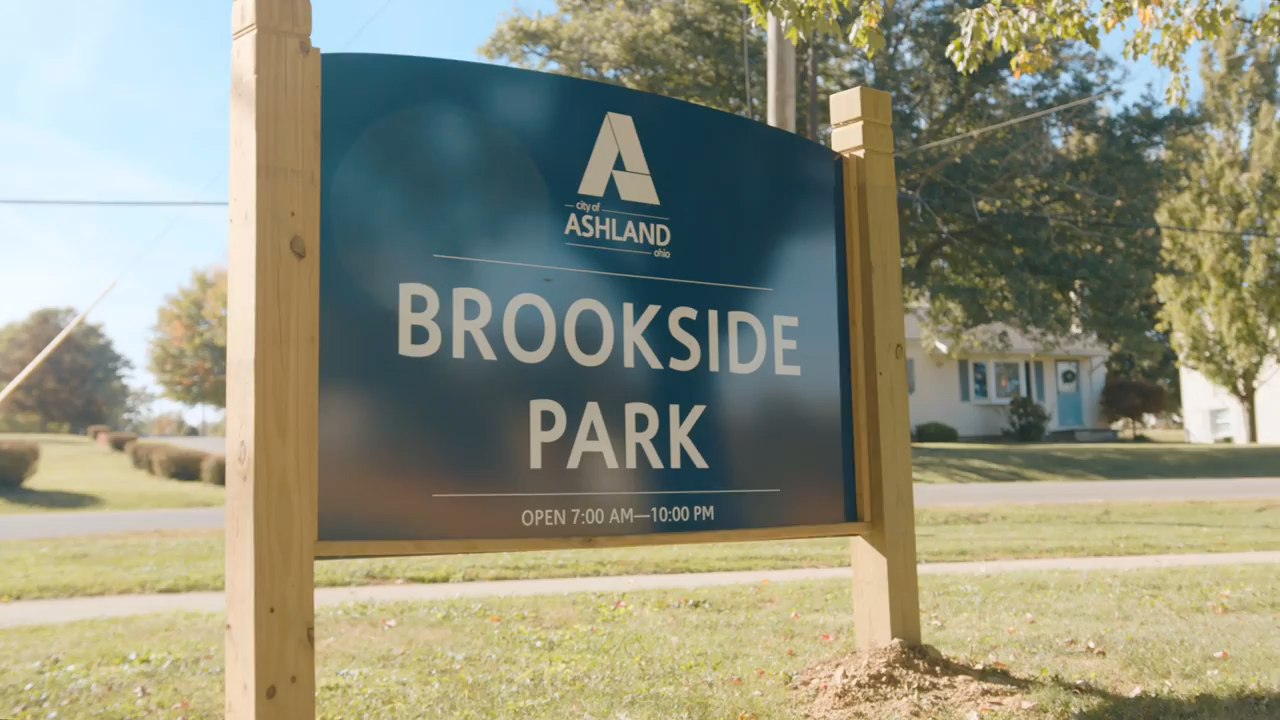 city of
ASHLAND
ohio
BROOKSIDE
PARK
OPEN 7:00 AM—10:00 PM